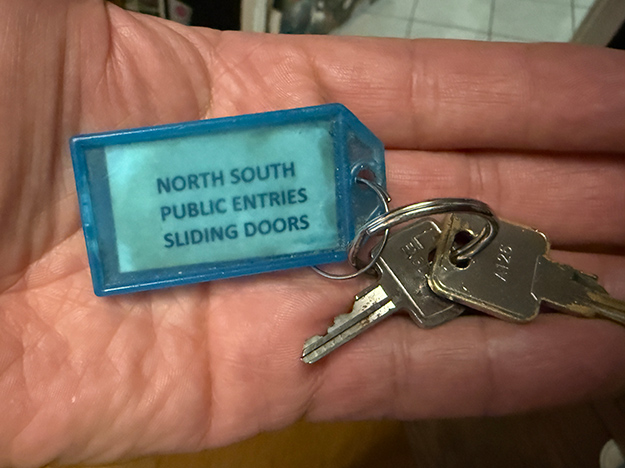 NORTH SOUTH
PUBLIC ENTRIES
SLIDING DOORS
A126